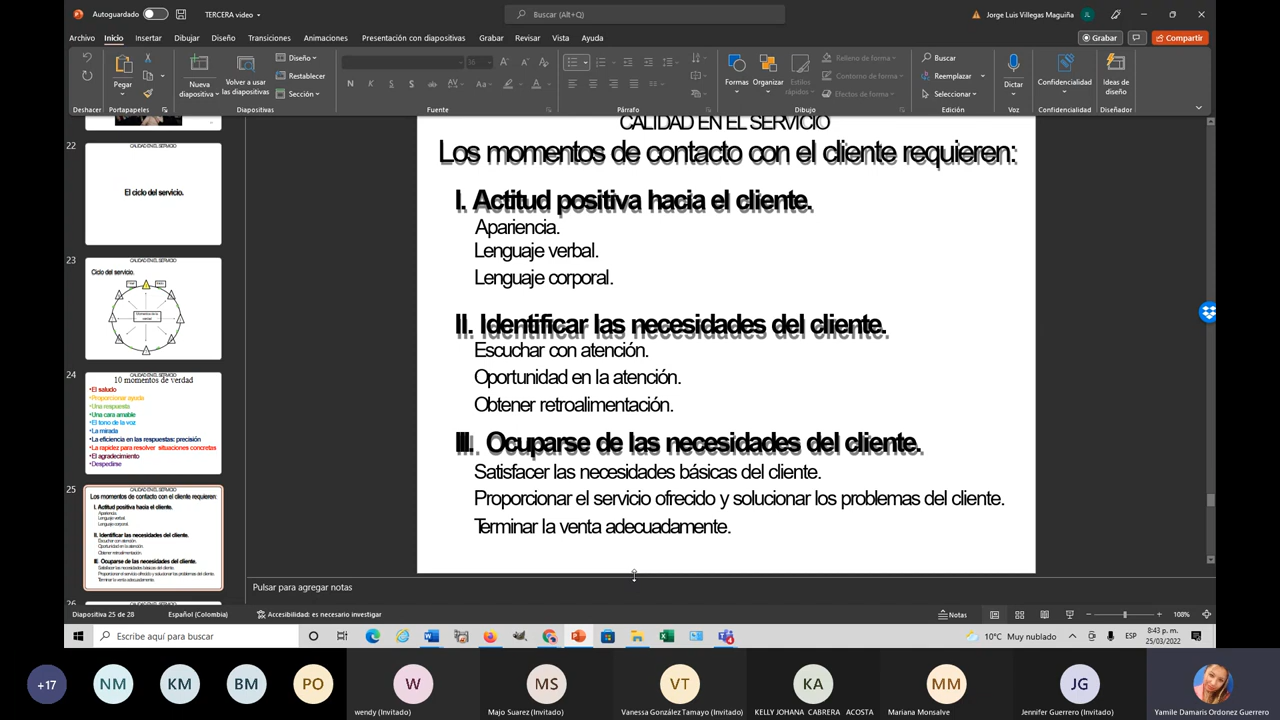 Autoguardado
TERCERA video
Buscar (Alt+Q)
Jorge Luis Villegas Maguiña
JL
Archivo
Inicio
Insertar
Dibujar
Diseño
Transiciones
Animaciones
Presentación con diapositivas
Grabar
Revisar
Vista
Ayuda
Grabar
Compartir
Pegar
Nueva diapositiva
Volver a usar las diapositivas
Diseño
Restablecer
Sección
Formas
Organizar
Estilos rápidos
Relleno de forma
Contorno de forma
Efectos de forma
Buscar
Reemplazar
Seleccionar
Dictar
Confidencialidad
Ideas de diseño
Deshacer
Portapapeles
Diapositivas
Fuente
Párrafo
Dibujo
Edición
Voz
Confidencialidad
Diseñador
22
CALIDAD EN EL SERVICIO
El ciclo del servicio.
23
CALIDAD EN EL SERVICIO
Ciclo del servicio.
Momentos de la verdad
24
CALIDAD EN EL SERVICIO
10 momentos de verdad
•El saludo
•Proporcionar ayuda
•Una respuesta
•Una cara amable
•El tono de la voz
•La mirada
•La eficiencia en las respuestas: precisión
•La rapidez para resolver situaciones concretas
•El agradecimiento
•Despedirse
25
CALIDAD EN EL SERVICIO
Los momentos de contacto con el cliente requieren:
I. Actitud positiva hacia el cliente.
Apariencia.
Lenguaje verbal.
Lenguaje corporal.
II. Identificar las necesidades del cliente.
Escuchar con atención.
Oportunidad en la atención.
Obtener retroalimentación.
III. Ocuparse de las necesidades del cliente.
Satisfacer las necesidades básicas del cliente.
Proporcionar el servicio ofrecido y solucionar los problemas del cliente.
Terminar la venta adecuadamente.
26
CALIDAD EN EL SERVICIO
Los momentos de contacto con el cliente requieren:
I. Actitud positiva hacia el cliente.
Apariencia.
Lenguaje verbal.
Lenguaje corporal.
II. Identificar las necesidades del cliente.
Escuchar con atención.
Oportunidad en la atención.
Obtener retroalimentación.
III. Ocuparse de las necesidades del cliente.
Satisfacer las necesidades básicas del cliente.
Proporcionar el servicio ofrecido y solucionar los problemas del cliente.
Terminar la venta adecuadamente.
Pulsar para agregar notas
Diapositiva 25 de 28
Español (Colombia)
Accesibilidad: es necesario investigar
Notas
108%
Escribe aquí para buscar
10°C Muy nublado
ESP
8:43 p. m.
25/03/2022
+17
NM
KM
BM
PO
W
MS
VT
KA
MM
JG
wendy (Invitado)
Majo Suarez (Invitado)
Vanessa González Tamayo (Invitado)
KELLY JOHANA CABRERA ACOSTA
Mariana Monsalve
Jennifer Guerrero (Invitado)
Yamile Damaris Ordonez Guerrero